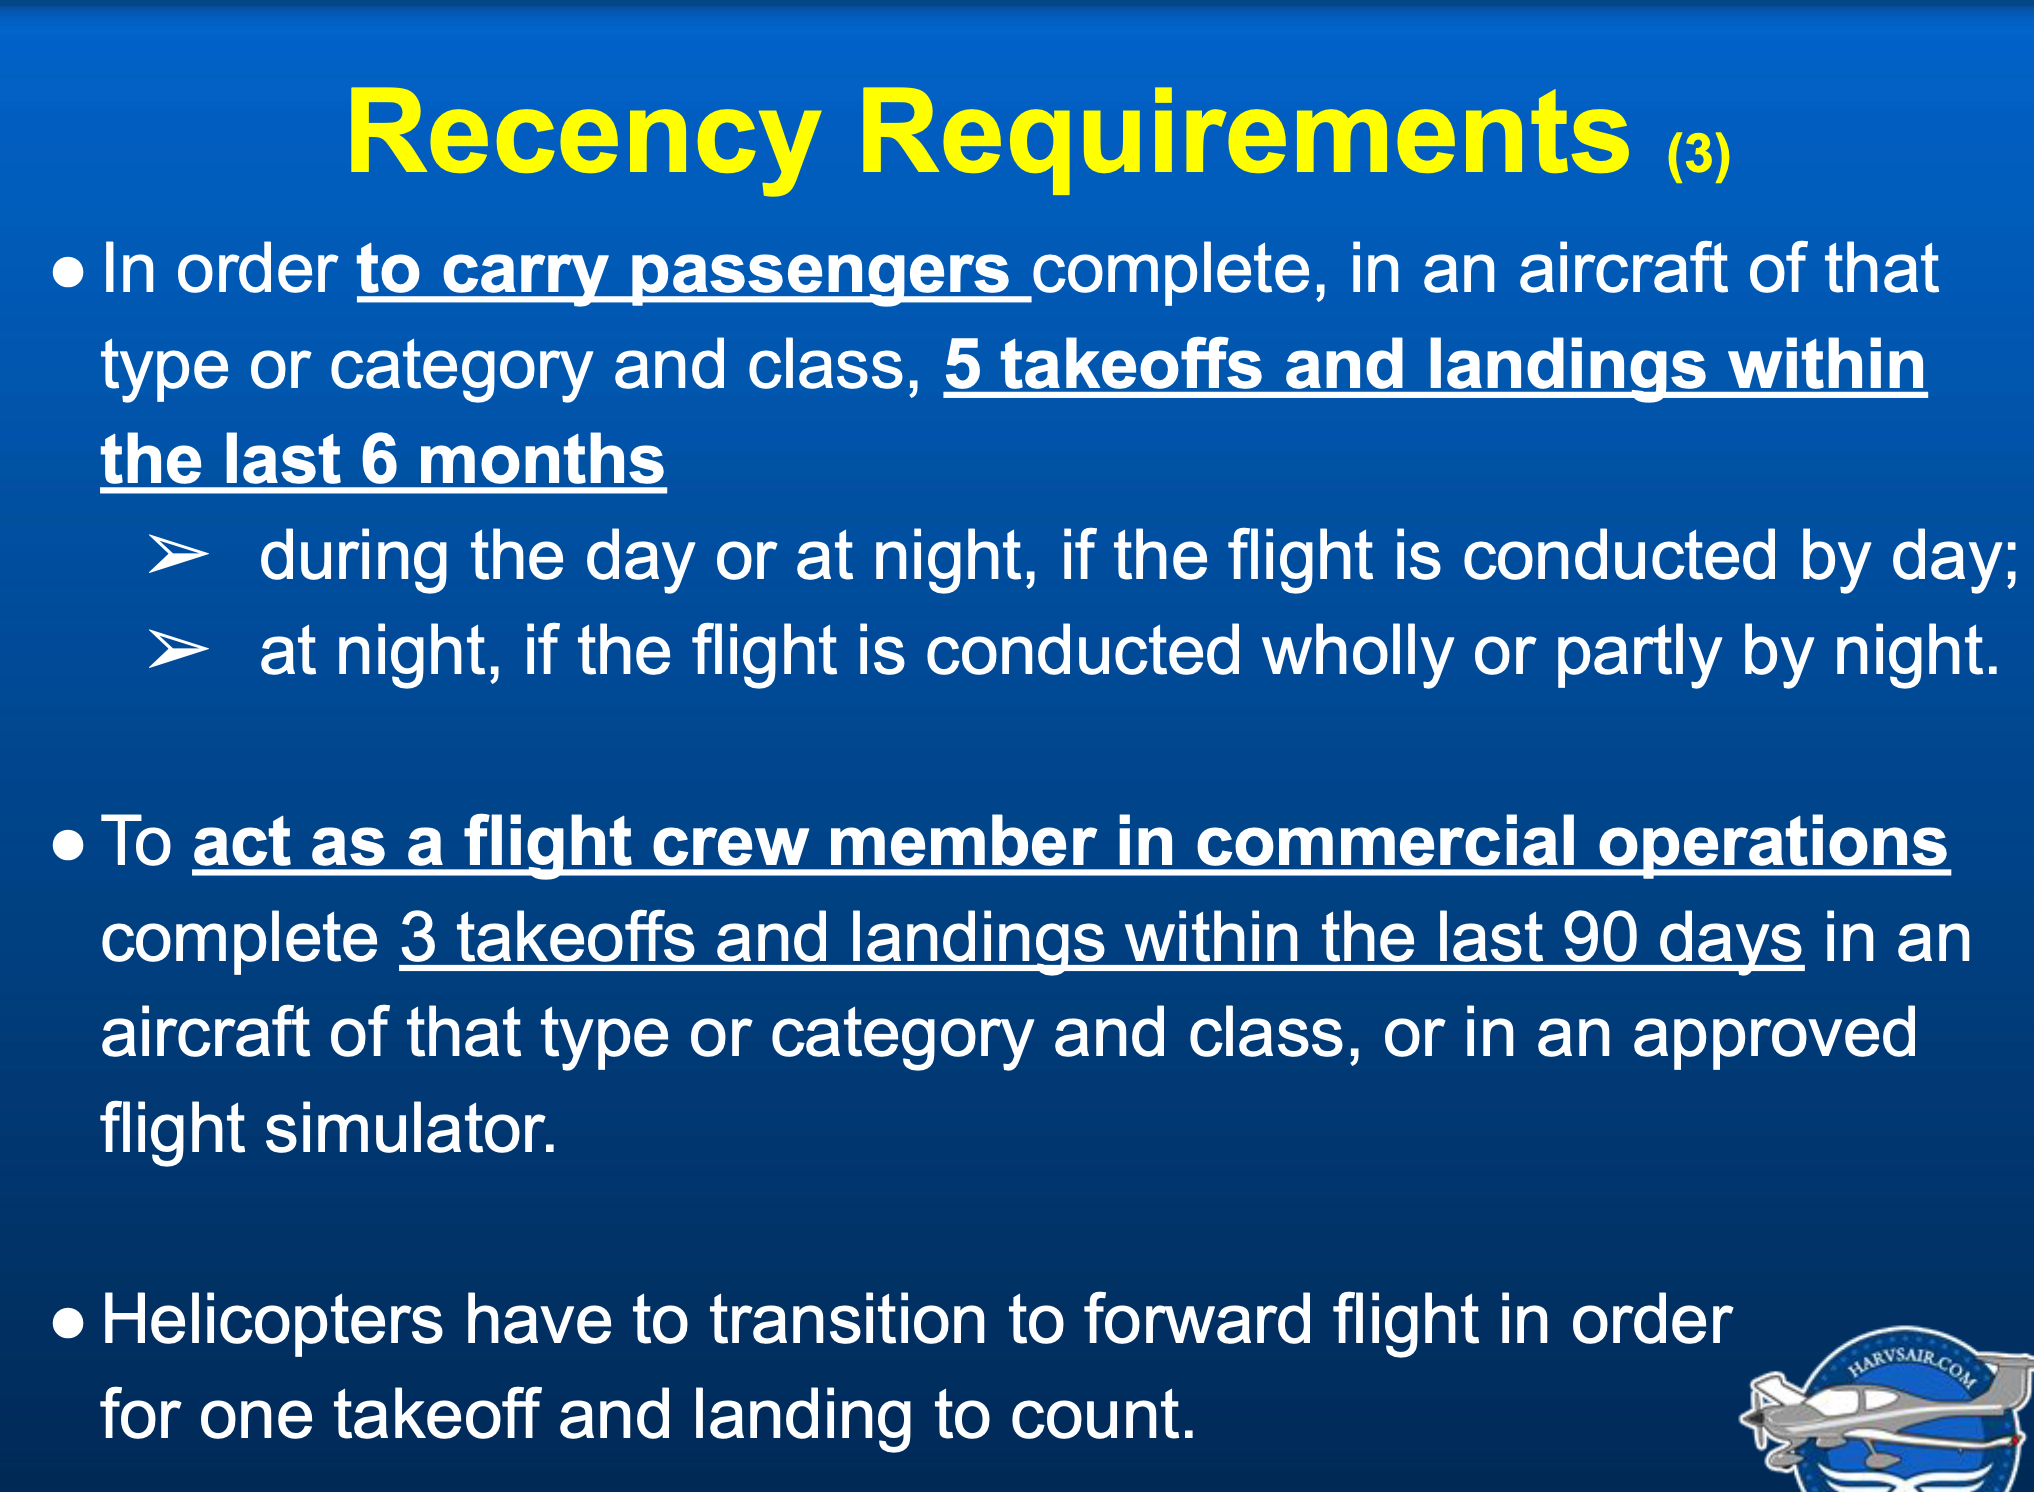 Recency Requirements (3)
● In order to carry passengers complete, in an aircraft of that
type or category and class, 5 takeoffs and landings within
the last 6 months
➢ during the day or at night, if the flight is conducted by day;
➢ at night, if the flight is conducted wholly or partly by night.
● To act as a flight crew member in commercial operations
complete 3 takeoffs and landings within the last 90 days in an
aircraft of that type or category and class, or in an approved
flight simulator.
● Helicopters have to transition to forward flight in order
for one takeoff and landing to count.
HARVSAIR.COM